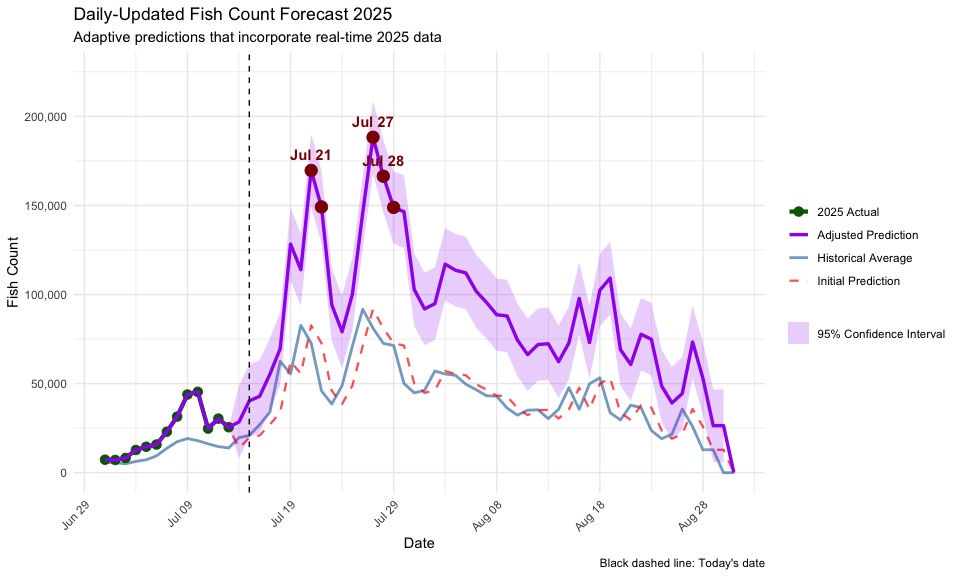 Daily-Updated Fish Count Forecast 2025
Adaptive predictions that incorporate real-time 2025 data
Fish Count
200,000
150,000
100,000
50,000
0
Jul 27
Jul 21
Jul 28
Jun 29
Jul 09
Jul 19
Jul 29
Aug 08
Aug 18
Aug 28
Date
2025 Actual
Adjusted Prediction
Historical Average
Initial Prediction
95% Confidence Interval
Black dashed line: Today's date